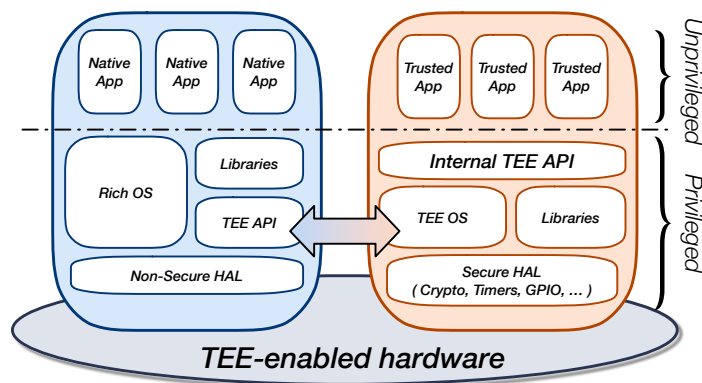 Native
App
Native
App
Native
App
Trusted
App
Trusted
App
Trusted
App
Unprivileged
Rich OS
Libraries
TEE API
Non-Secure HAL
Internal TEE API
TEE OS
Libraries
Secure HAL
( Crypto, Timers, GPIO, ... )
Privileged
TEE-enabled hardware